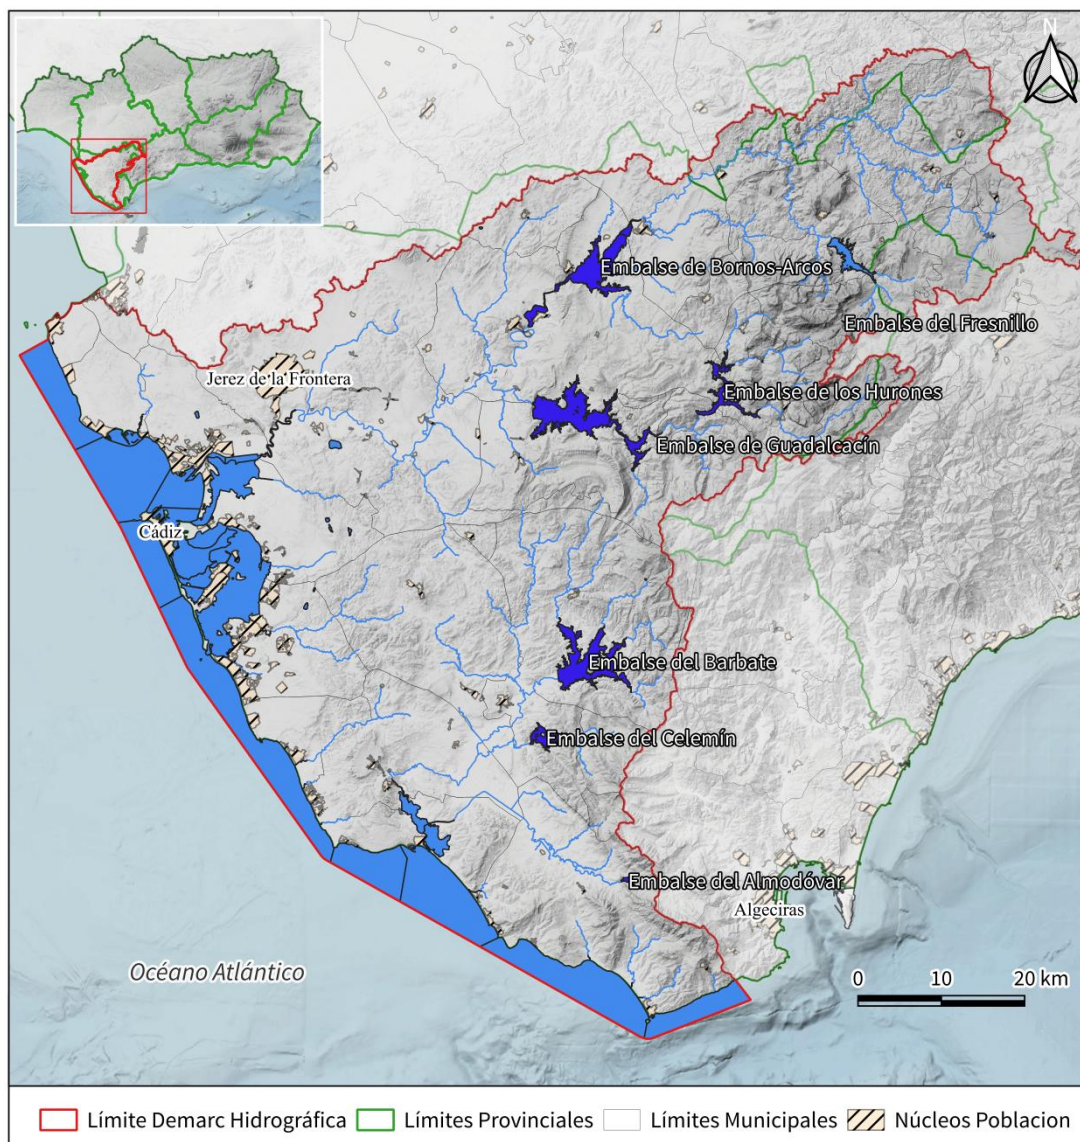 N
Embalse de Bornos-Arcos
Embalse del Fresnillo
Jerez de la Frontera
Embalse de los Hurones
Embalse de Guadalcacín
Cádiz
Embalse del Barbate
Embalse del Celemín
Embalse del Almodóvar
Algeciras
Océano Atlántico
0 10 20 km
Límite Demarc Hidrográfica Límites Provinciales Límites Municipales Núcleos Poblacion